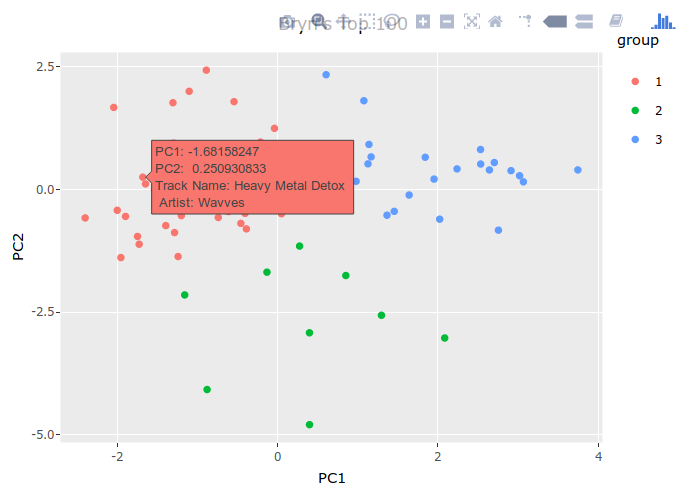 Bryn's Top 100
group
1
2
3
2.5
0.0
-2.5
-5.0
PC2
PC1: -1.68158247
PC2: 0.250930833
Track Name: Heavy Metal Detox
Artist: Wavves
-2
0
2
4
PC1